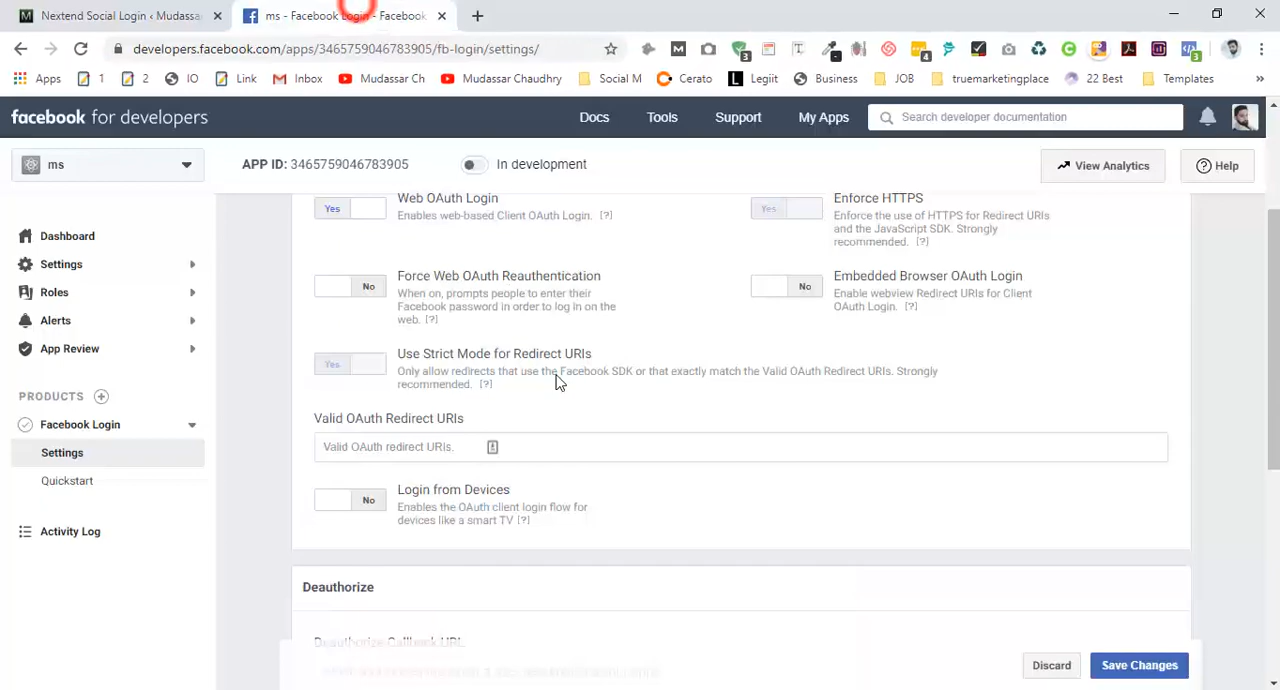 Nextend Social Login ‹ Mudassar
ms - Facebook Login - Facebook
developers.facebook.com/apps/3465759046783905/fb-login/settings/
Apps
1
2
IO
Link
Inbox
Mudassar Ch
Mudassar Chaudhry
Social M
Cerato
Legiit
Business
JOB
truemarketingplace
22 Best
Templates
»
facebook for developers
Docs
Tools
Support
My Apps
Search developer documentation
ms
APP ID: 3465759046783905
In development
View Analytics
Help
Dashboard
Settings
Roles
Alerts
App Review
PRODUCTS
Facebook Login
Settings
Quickstart
Activity Log
Yes
Web OAuth Login
Enables web-based Client OAuth Login. [?]
Yes
Enforce HTTPS
Enforce the use of HTTPS for Redirect URIs
and the JavaScript SDK. Strongly
recommended. [?]
No
Force Web OAuth Reauthentication
When on, prompts people to enter their
Facebook password in order to log in on the
web. [?]
No
Embedded Browser OAuth Login
Enable webview Redirect URIs for Client
OAuth Login. [?]
Yes
Use Strict Mode for Redirect URIs
Only allow redirects that use the Facebook SDK or that exactly match the Valid OAuth Redirect URIs. Strongly
recommended. [?]
Valid OAuth Redirect URIs
Valid OAuth redirect URIs.
No
Login from Devices
Enables the OAuth client login flow for
devices like a smart TV [?]
Deauthorize
Deauthorize Callback URL
Discard
Save Changes